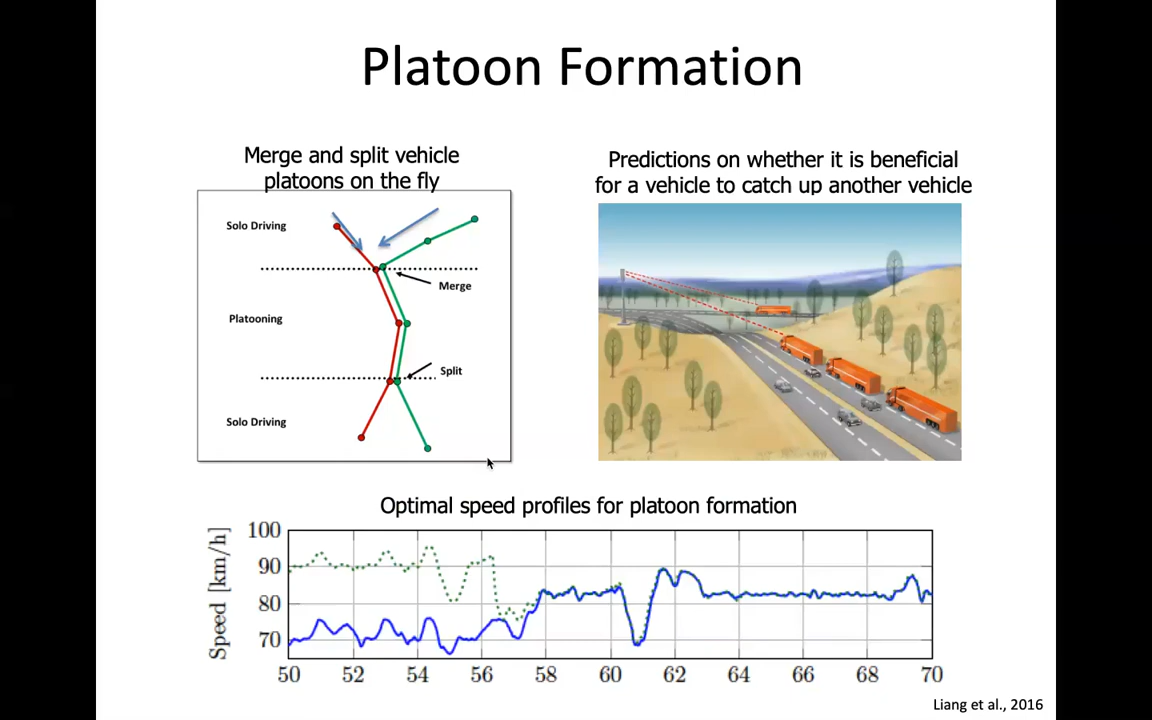 Platoon Formation
Merge and split vehicle
platoons on the fly
Solo Driving
Merge
Platooning
Split
Solo Driving
Predictions on whether it is beneficial
for a vehicle to catch up another vehicle
Optimal speed profiles for platoon formation
Speed [km/h]
100
90
80
70
50 52 54 56 58 60 62 64 66 68 70
Liang et al., 2016